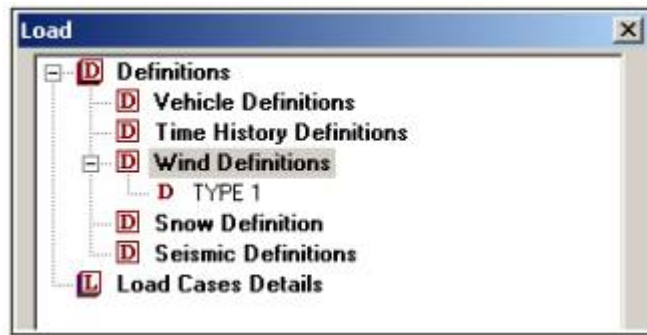 Load
D Definitions
D Vehicle Definitions
D Time History Definitions
D Wind Definitions
D TYPE 1
D Snow Definition
D Seismic Definitions
L Load Cases Details